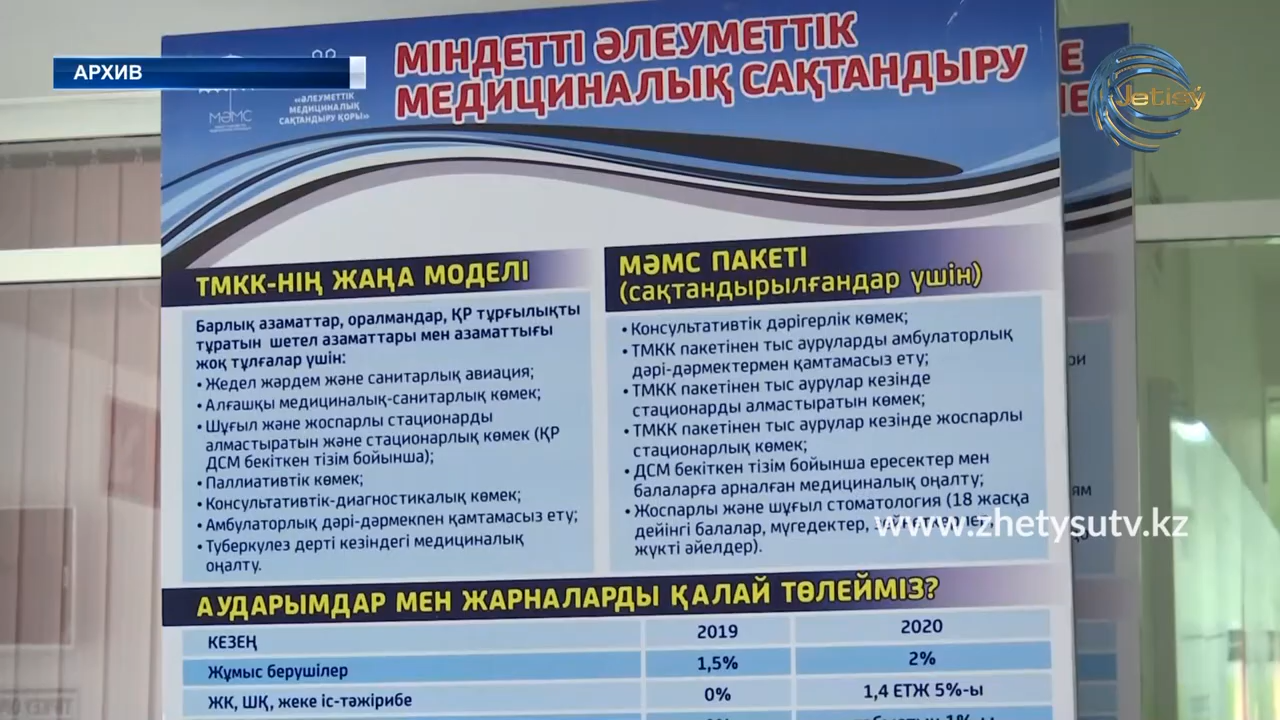 АРХИВ
Jetisý
МӘМС
«ӘЛЕУМЕТТІК
МЕДИЦИНАЛЫҚ
САҚТАНДЫРУ ҚОРЫ»
МІНДЕТТІ ӘЛЕУМЕТТІК
МЕДИЦИНАЛЫҚ САҚТАНДЫРУ
ТМКК-НІҢ ЖАҢА МОДЕЛІ
Барлық азаматтар, оралмандар, ҚР тұрғылықты
тұратын шетел азаматтары мен азаматтығы
жоқ тұлғалар үшін:
• Жедел жәрдем және санитарлық авиация;
• Алғашқы медициналық-санитарлық көмек;
• Шұғыл және жоспарлы стационарды
алмастыратын және стационарлық көмек (ҚР
ДСМ бекіткен тізім бойынша);
• Паллиативтік көмек;
• Консультативтік-диагностикалық көмек;
• Амбулаторлық дәрі-дәрмекпен қамтамасыз ету;
• Туберкулез дерті кезіндегі медициналық
оңалту.
МӘМС ПАКЕТІ
(сақтандырылғандар үшін)
• Консультативтік дәрігерлік көмек;
• ТМКК пакетінен тыс ауруларды амбулаторлық
дәрі-дәрмектермен қамтамасыз ету;
• ТМКК пакетінен тыс аурулар кезінде
стационарды алмастыратын көмек;
• ТМКК пакетінен тыс аурулар кезінде жоспарлы
стационарлық көмек;
• ДСМ бекіткен тізім бойынша ересектер мен
балаларға арналған медициналық оңалту;
• Жоспарлы және шұғыл стоматология (18 жасқа
дейінгі балалар, мүгедектер,
жүкті әйелдер).
www.zhetysutv.kz
АУДАРЫМДАР МЕН ЖАРНАЛАРДЫ ҚАЛАЙ ТӨЛЕЙМІЗ?
КЕЗЕҢ 2019 2020
Жұмыс берушілер 1,5% 2%
ЖК, ШҚ, жеке іс-тәжірибе 0% 1,4 ЕТЖ 5%-ы